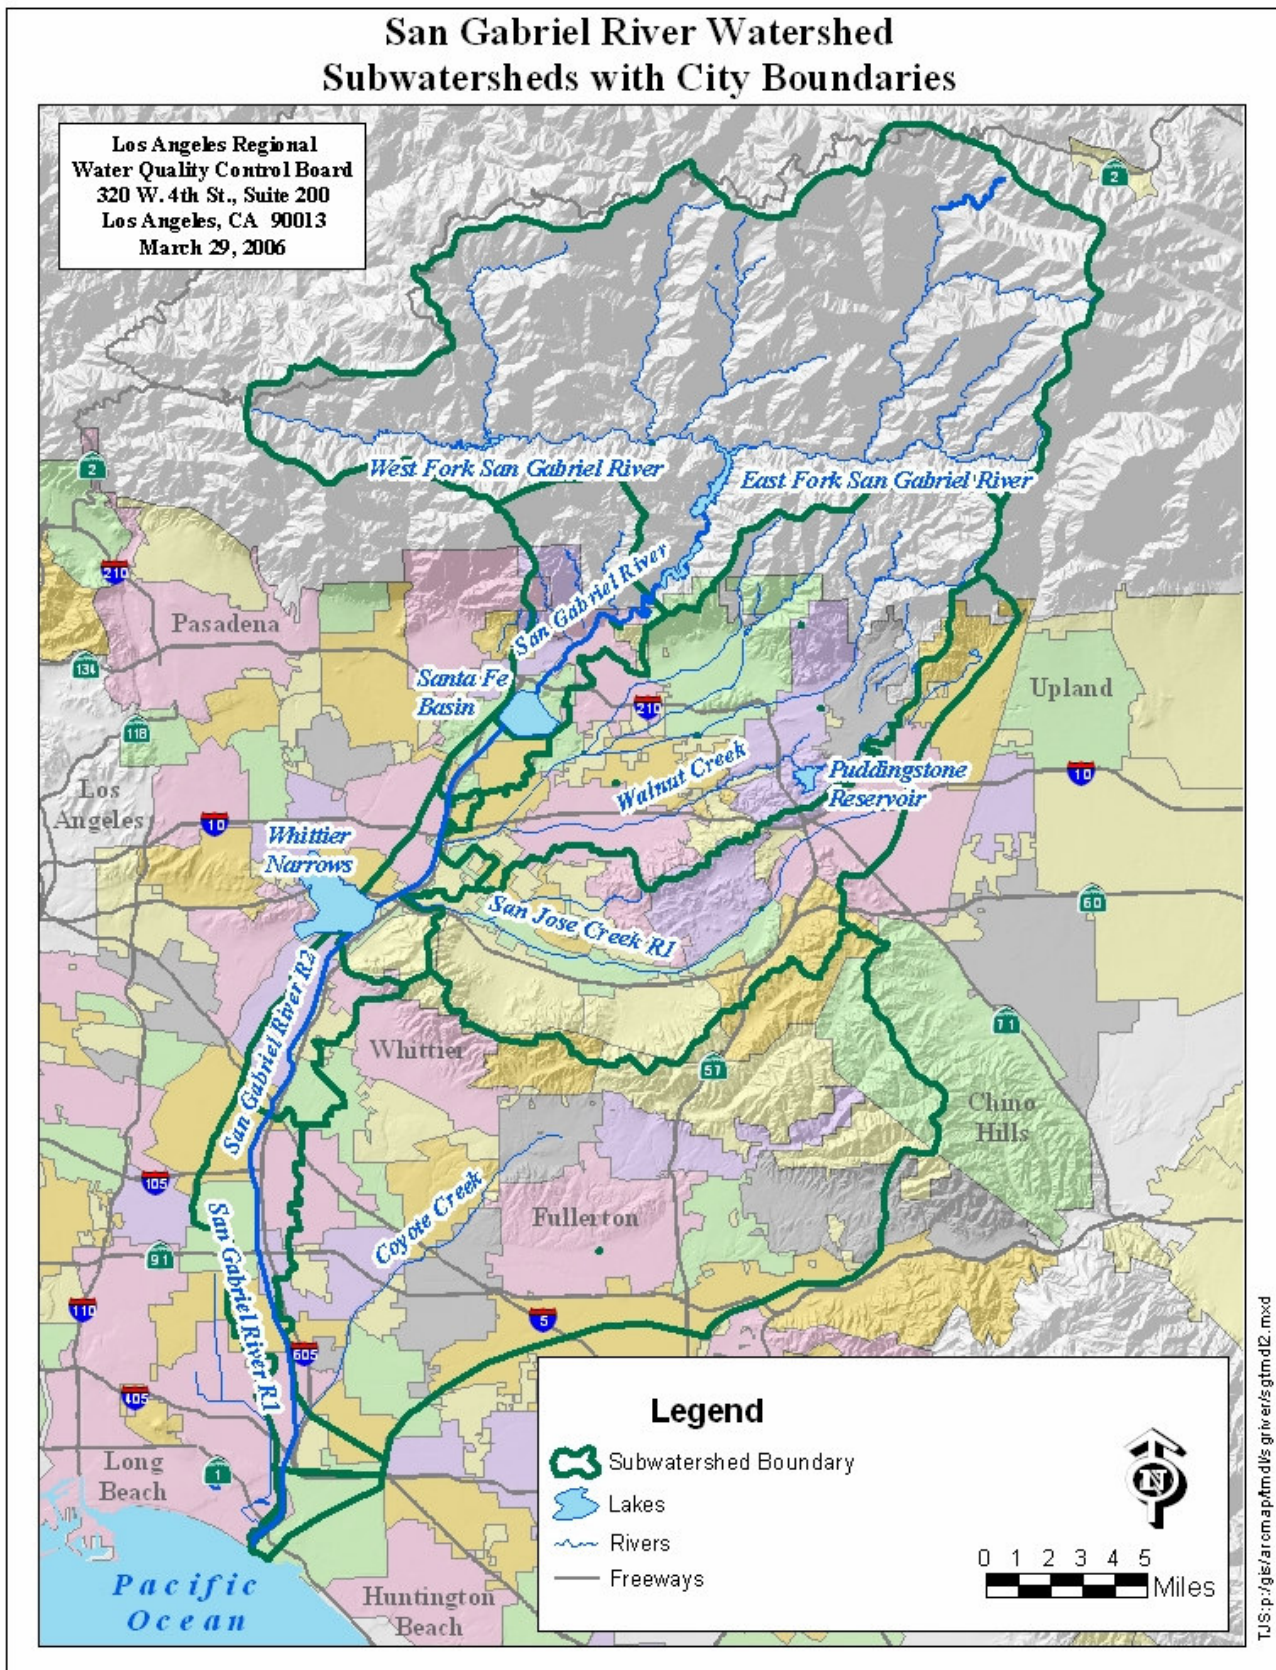 San Gabriel River Watershed
Subwatersheds with City Boundaries
Los Angeles Regional
Water Quality Control Board
320 W. 4th St., Suite 200
Los Angeles, CA 90013
March 29, 2006
2
West Fork San Gabriel River
East Fork San Gabriel River
2
210
San Gabriel River
Pasadena
134
Santa Fe
Basin
210
Upland
118
Walnut Creek
Puddingstone
Reservoir
10
Los
Angeles
10
Whittier
Narrows
60
San Jose Creek R1
San Gabriel River R2
71
Whittier
57
Chino
Hills
105
Coyote Creek
Fullerton
San Gabriel River R1
91
110
5
605
405
Long
Beach
1
Pacific
Ocean
Huntington
Beach
Legend
Subwatershed Boundary
Lakes
Rivers
Freeways
N
0 1 2 3 4 5
Miles
TJS:p:/gis/arcmap/tmdl/sgriver/sgtmdl2.mxd